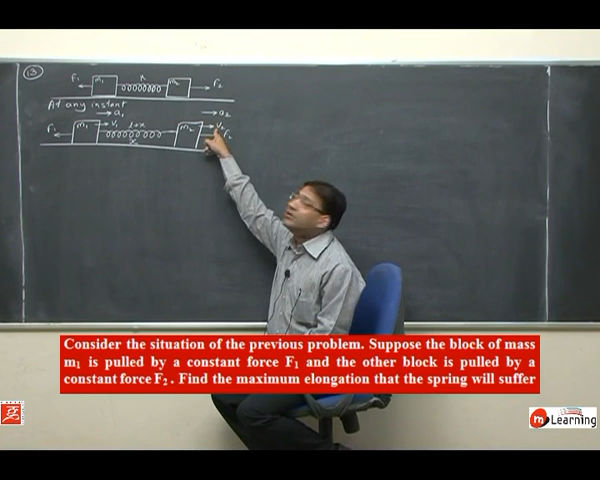 13
F1 m1 K m2 F2
At any instant
→ a1 → a2
F1 m1 → v1 l+x m2 → v2 F2
x
Consider the situation of the previous problem. Suppose the block of mass
m₁ is pulled by a constant force F₁ and the other block is pulled by a
constant force F₂ . Find the maximum elongation that the spring will suffer
m Learning